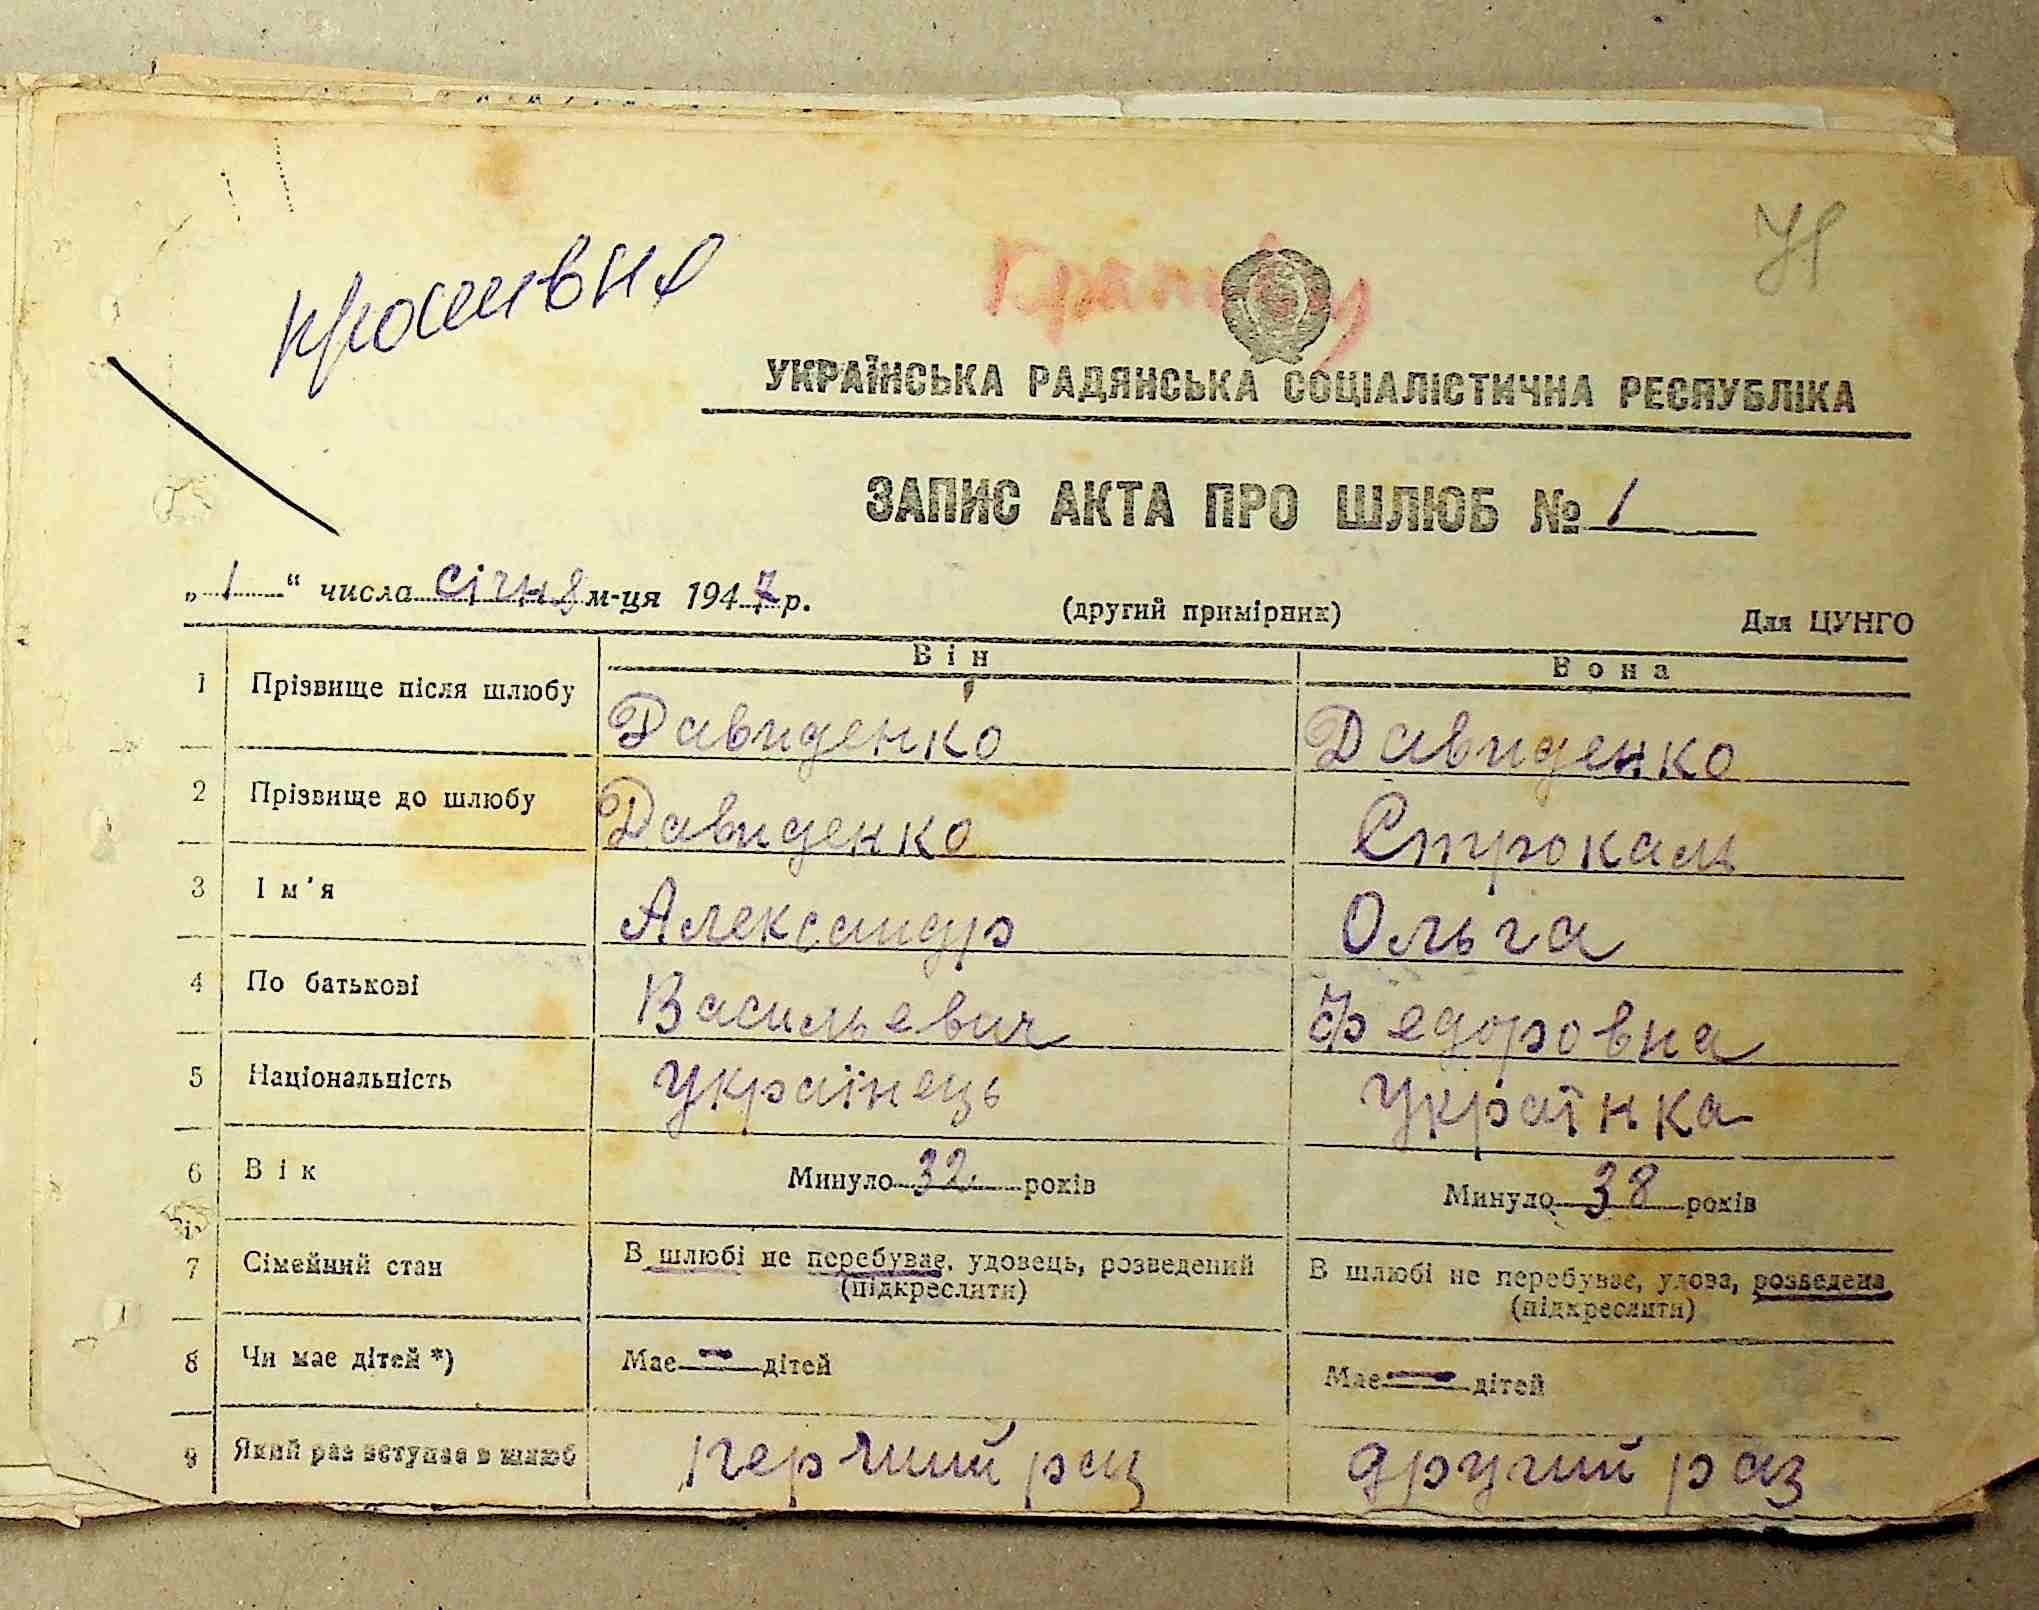 Кропивня
Крапивну
УКРАЇНСЬКА РАДЯНСЬКА СОЦІАЛІСТИЧНА РЕСПУБЛІКА
ЗАПИС АКТА ПРО ШЛЮБ № 1
„ 1 “ числа січня м-ця 1947 р. (другий примірник) Для ЦУНГО
Він Вона
1 Прізвище після шлюбу Давиденко Давиденко
2 Прізвище до шлюбу Давиденко
3 Ім'я Александр Ольга
4 По батькові Васильевич Федоровна
5 Національність Українець Українка
6 Вік Минуло 32 років Минуло 38 років
7 Сімейний стан В шлюбі не перебуває, удовець, розведений В шлюбі не перебуває, удова, розведена
(підкреслити) (підкреслити)
8 Чи має дітей *) Має — дітей Має — дітей
9 Який раз вступає в шлюб перший раз другий раз